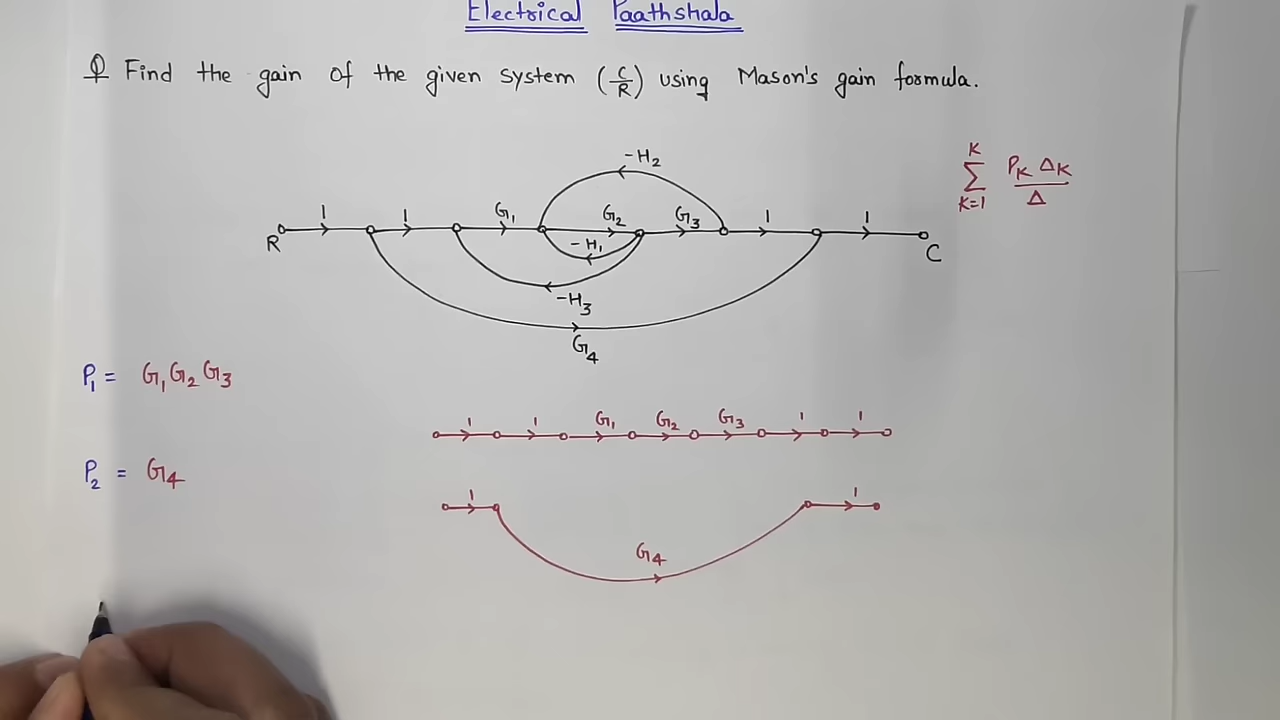 Electrical Paathshala
Q Find the gain of the given system (C/R) using Mason's gain formula.
-H₂
K
∑ P_K Δ_K / Δ
K=1
1 1 G₁ G₂ G₃ 1 1
R -H₁ C
-H₃
G₄
P₁ = G₁G₂G₃
1 1 G₁ G₂ G₃ 1 1
P₂ = G₄
1 1
G₄